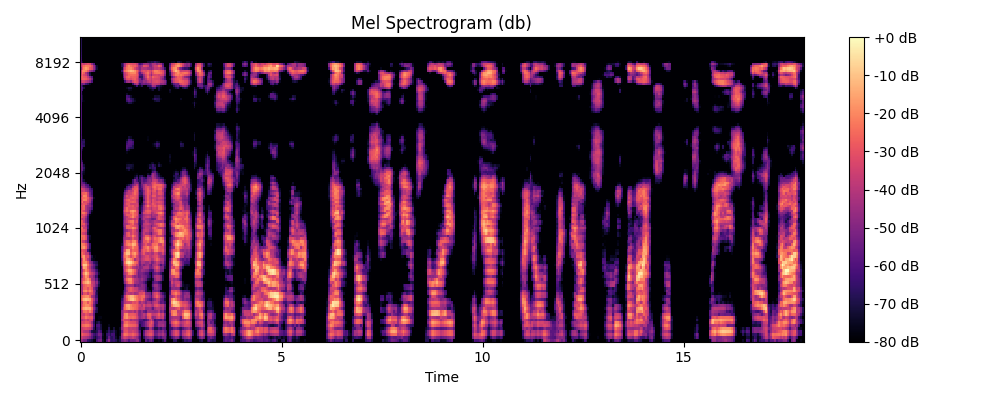 Mel Spectrogram (db)
8192
4096
2048
1024
512
0
Hz
0 5 10 15
Time
+0 dB
-10 dB
-20 dB
-30 dB
-40 dB
-50 dB
-60 dB
-70 dB
-80 dB